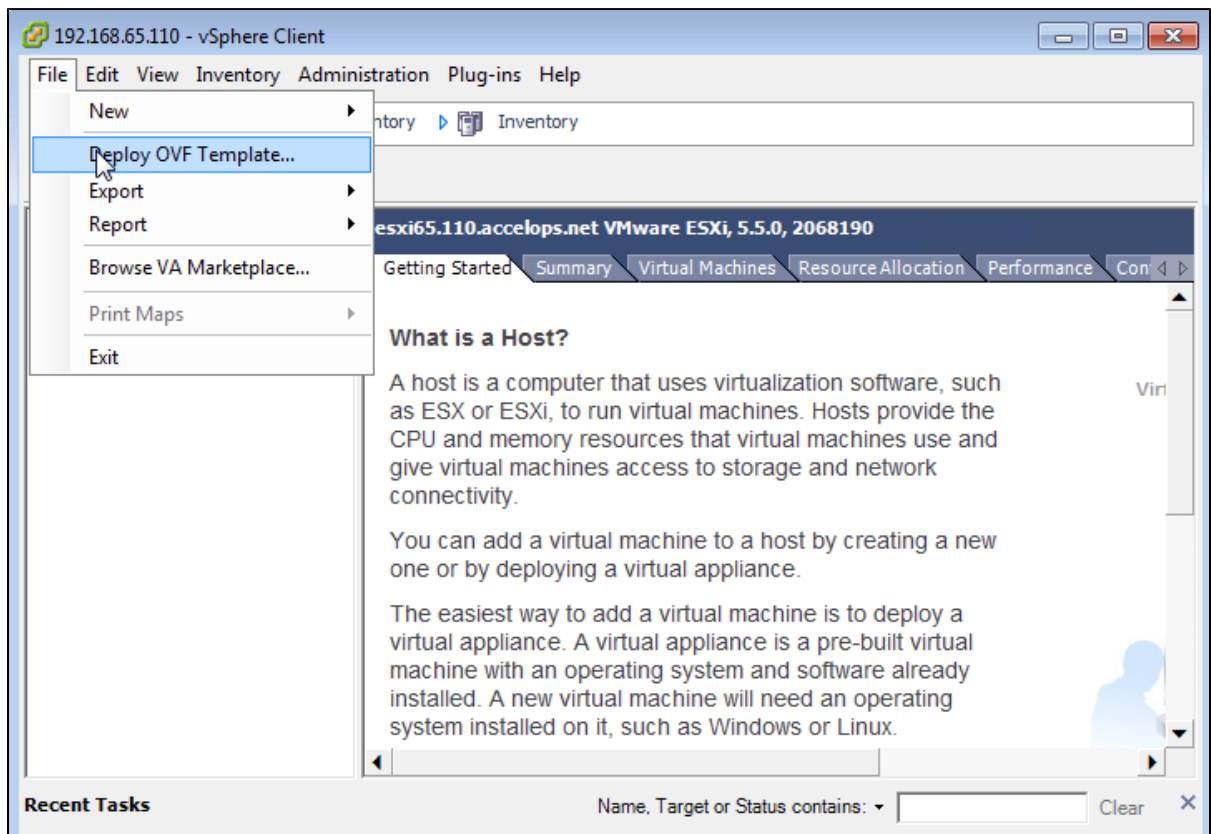 192.168.65.110 - vSphere Client
File Edit View Inventory Administration Plug-ins Help
New
ntory Inventory
Deploy OVF Template...
Export
Report
Browse VA Marketplace...
Print Maps
Exit
esxi65.110.accelops.net VMware ESXi, 5.5.0, 2068190
Getting Started Summary Virtual Machines Resource Allocation Performance Con
What is a Host?
A host is a computer that uses virtualization software, such
as ESX or ESXi, to run virtual machines. Hosts provide the
CPU and memory resources that virtual machines use and
give virtual machines access to storage and network
connectivity.
Virt
You can add a virtual machine to a host by creating a new
one or by deploying a virtual appliance.
The easiest way to add a virtual machine is to deploy a
virtual appliance. A virtual appliance is a pre-built virtual
machine with an operating system and software already
installed. A new virtual machine will need an operating
system installed on it, such as Windows or Linux.
Recent Tasks Name, Target or Status contains: Clear